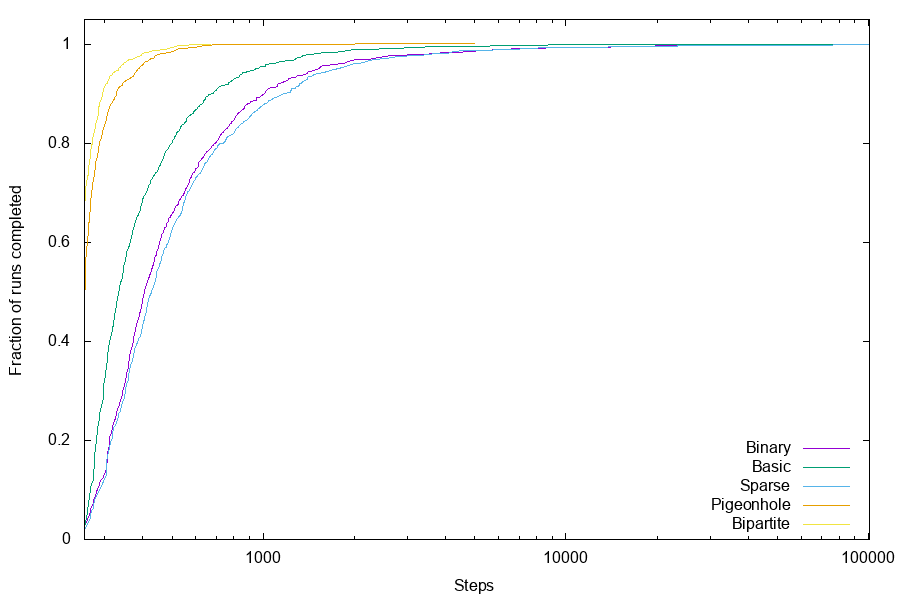 1
0.8
0.6
0.4
0.2
0
Fraction of runs completed
Binary
Basic
Sparse
Pigeonhole
Bipartite
1000 10000 100000
Steps